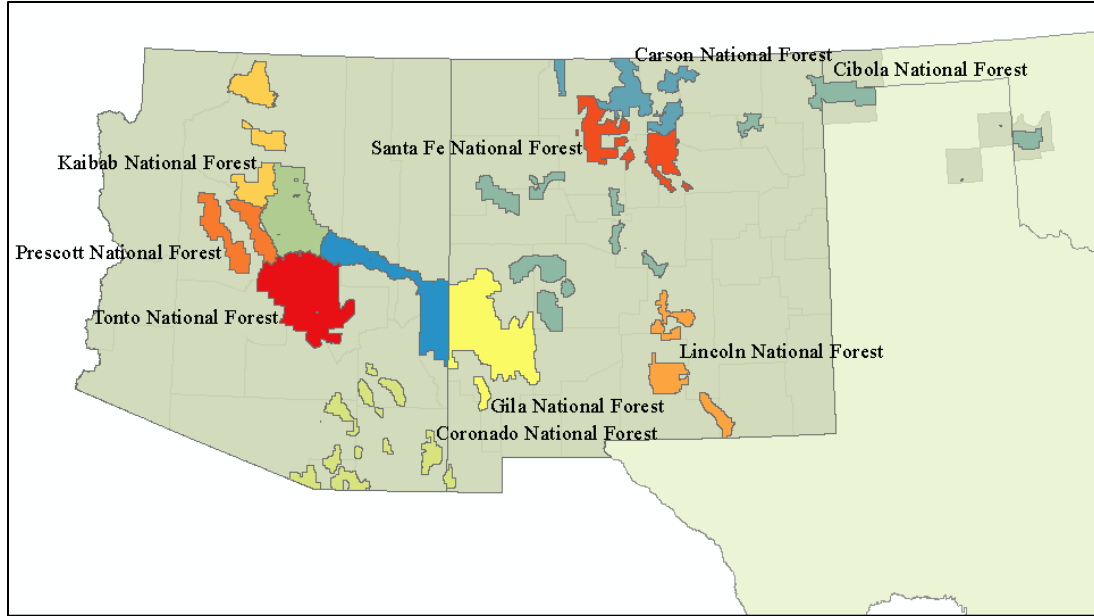 Carson National Forest
Cibola National Forest
Santa Fe National Forest
Kaibab National Forest
Prescott National Forest
Tonto National Forest
Lincoln National Forest
Gila National Forest
Coronado National Forest